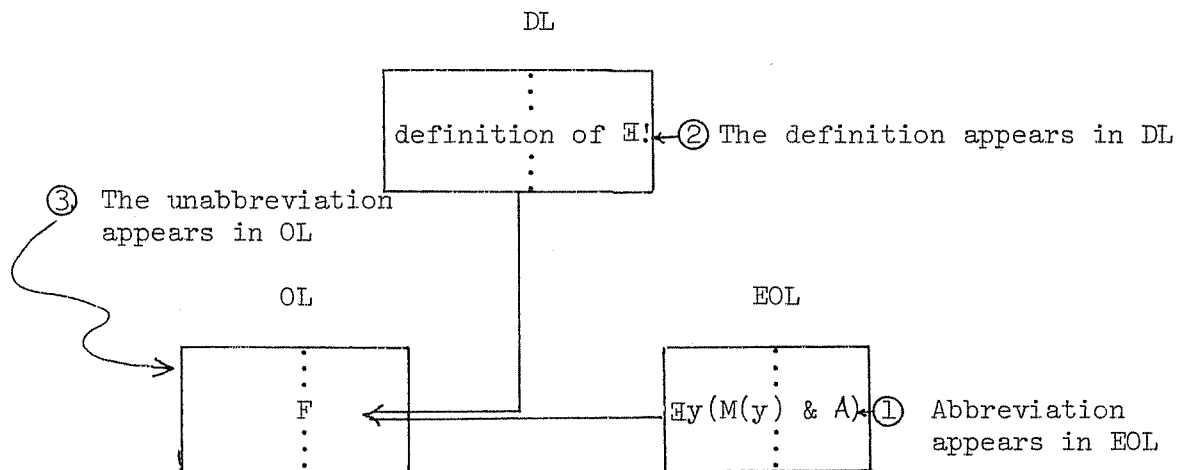 DL
definition of ∃!
② The definition appears in DL
③ The unabbreviation
appears in OL
OL
EOL
F
∃y(M(y) & A)
① Abbreviation
appears in EOL